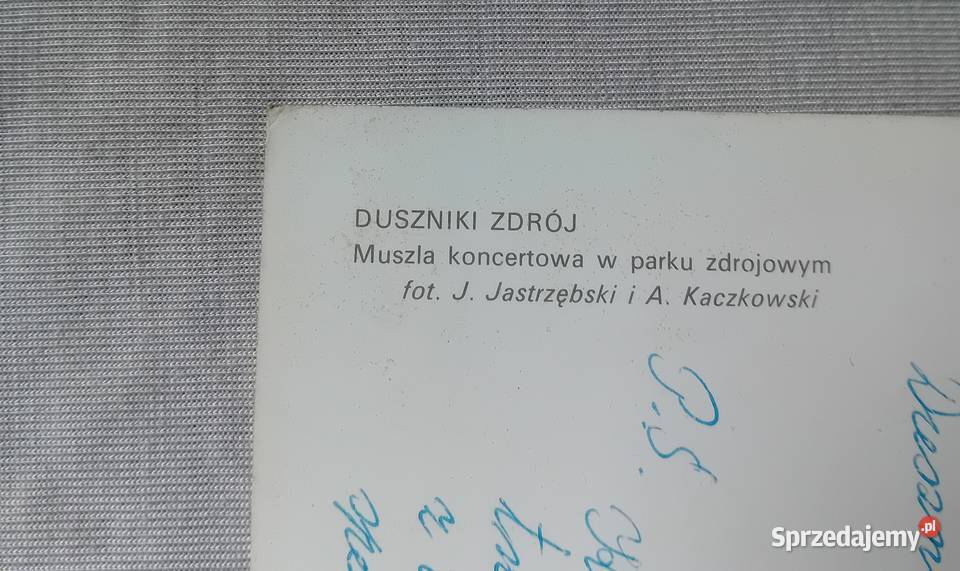 DUSZNIKI ZDRÓJ
Muszla koncertowa w parku zdrojowym
fot. J. Jastrzębski i A. Kaczkowski
P.S.
z
Sprzedajemy.pl